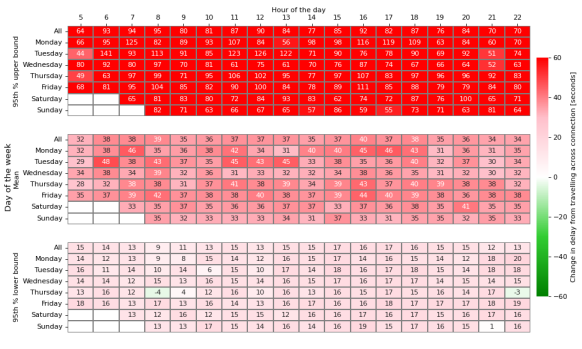 Hour of the day
5 6 7 8 9 10 11 12 13 14 15 16 17 18 19 20 21 22
All 64 93 94 95 80 81 87 90 84 77 85 92 82 87 76 84 70 70
Monday 66 95 125 82 89 93 107 84 56 98 98 116 119 109 63 84 60 70
Tuesday 44 141 93 113 91 85 123 126 122 71 90 76 78 90 69 92 51 74
Wednesday 80 92 80 97 70 81 61 75 61 70 76 87 74 67 66 64 52 63
Thursday 49 63 97 99 71 95 106 102 95 77 97 107 83 97 96 96 92 83
Friday 68 81 95 104 85 82 90 100 84 78 89 111 85 88 79 79 84 80
Saturday 65 81 83 80 72 84 93 83 62 74 72 87 76 100 65 71
Sunday 82 71 63 66 67 65 57 86 59 55 73 71 63 81 64
95th % upper bound
All 32 38 38 39 35 36 37 37 37 35 37 40 37 38 35 36 34 34
Monday 32 38 46 35 36 38 42 34 31 40 40 45 46 43 31 36 31 35
Tuesday 29 48 38 43 37 35 45 43 45 33 38 35 36 40 32 37 30 34
Wednesday 34 38 34 39 32 36 31 33 32 32 34 38 36 35 31 32 30 32
Thursday 28 32 38 38 31 37 41 38 39 34 39 43 37 40 39 38 38 32
Friday 35 37 39 42 37 38 38 40 38 37 39 44 40 39 38 36 38 38
Saturday 33 35 37 35 36 36 37 37 33 37 36 38 35 41 35 35
Sunday 35 32 33 33 33 34 31 37 33 31 35 35 32 35 33
Mean
Day of the week
All 15 14 13 9 11 13 15 13 15 15 17 16 17 16 15 15 12 13
Monday 14 12 13 9 8 15 14 12 16 15 14 16 16 14 14 12 18 20
Tuesday 16 11 14 10 14 6 15 10 17 14 18 16 17 18 15 14 18 18
Wednesday 14 12 14 15 13 16 15 14 15 16 17 16 17 15 15 16 15 17
Thursday 13 16 12 -4 4 12 16 10 16 13 16 15 17 15 16 14 17 -3
Friday 18 16 13 17 13 16 14 13 17 16 16 18 16 17 17 17 18 19
Saturday 13 12 16 12 15 15 12 16 17 16 16 16 15 16 15 16
Sunday 13 13 17 15 14 16 14 16 19 15 17 16 15 1 16
95th % lower bound
60
45
30
15
0
−15
−30
−45
−60
Change in delay from travelling across connection [seconds]